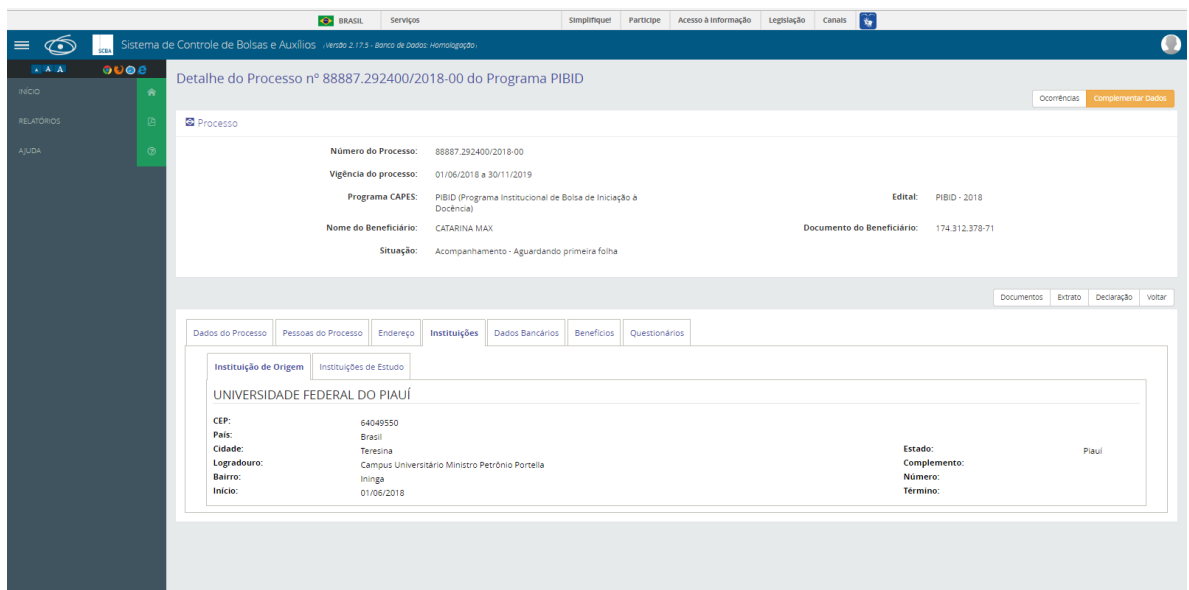 BRASIL Serviços Simplifique! Participe Acesso à informação Legislação Canais
SCBA Sistema de Controle de Bolsas e Auxílios (Versão 2.17.5 - Banco de Dados: Homologação)
A A A
INÍCIO
RELATÓRIOS
AJUDA
Detalhe do Processo nº 88887.292400/2018-00 do Programa PIBID
Ocorrências Complementar Dados
Processo
Número do Processo: 88887.292400/2018-00
Vigência do processo: 01/06/2018 a 30/11/2019
Programa CAPES: PIBID (Programa Institucional de Bolsa de Iniciação à
Docência)
Edital: PIBID - 2018
Nome do Beneficiário: CATARINA MAX Documento do Beneficiário: 174.312.378-71
Situação: Acompanhamento - Aguardando primeira folha
Documentos Extrato Declaração Voltar
Dados do Processo Pessoas do Processo Endereço Instituições Dados Bancários Benefícios Questionários
Instituição de Origem Instituições de Estudo
UNIVERSIDADE FEDERAL DO PIAUÍ
CEP: 64049550
País: Brasil
Cidade: Teresina Estado: Piauí
Logradouro: Campus Universitário Ministro Petrônio Portella Complemento:
Bairro: Ininga Número:
Início: 01/06/2018 Término: